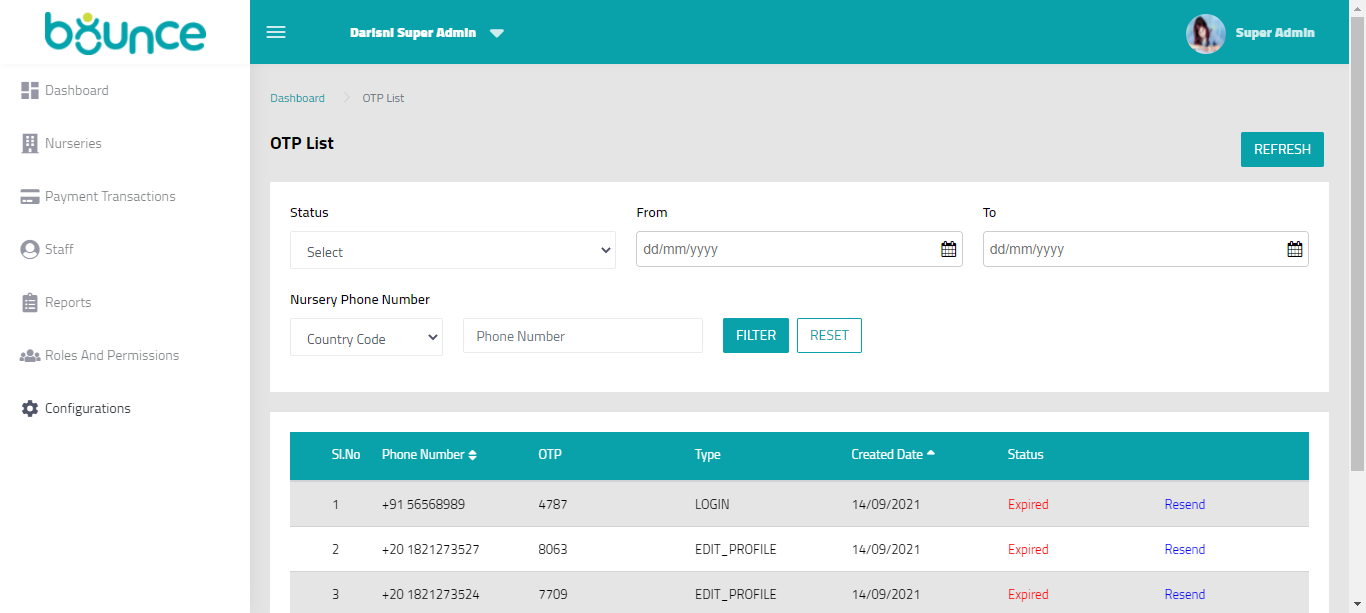 bounce
Darisni Super Admin
Super Admin
Dashboard
Nurseries
Payment Transactions
Staff
Reports
Roles And Permissions
Configurations
Dashboard > OTP List
OTP List
REFRESH
Status From To
Select dd/mm/yyyy dd/mm/yyyy
Nursery Phone Number
Country Code Phone Number FILTER RESET
Sl.No Phone Number OTP Type Created Date Status
1 +91 56568989 4787 LOGIN 14/09/2021 Expired Resend
2 +20 1821273527 8063 EDIT_PROFILE 14/09/2021 Expired Resend
3 +20 1821273524 7709 EDIT_PROFILE 14/09/2021 Expired Resend